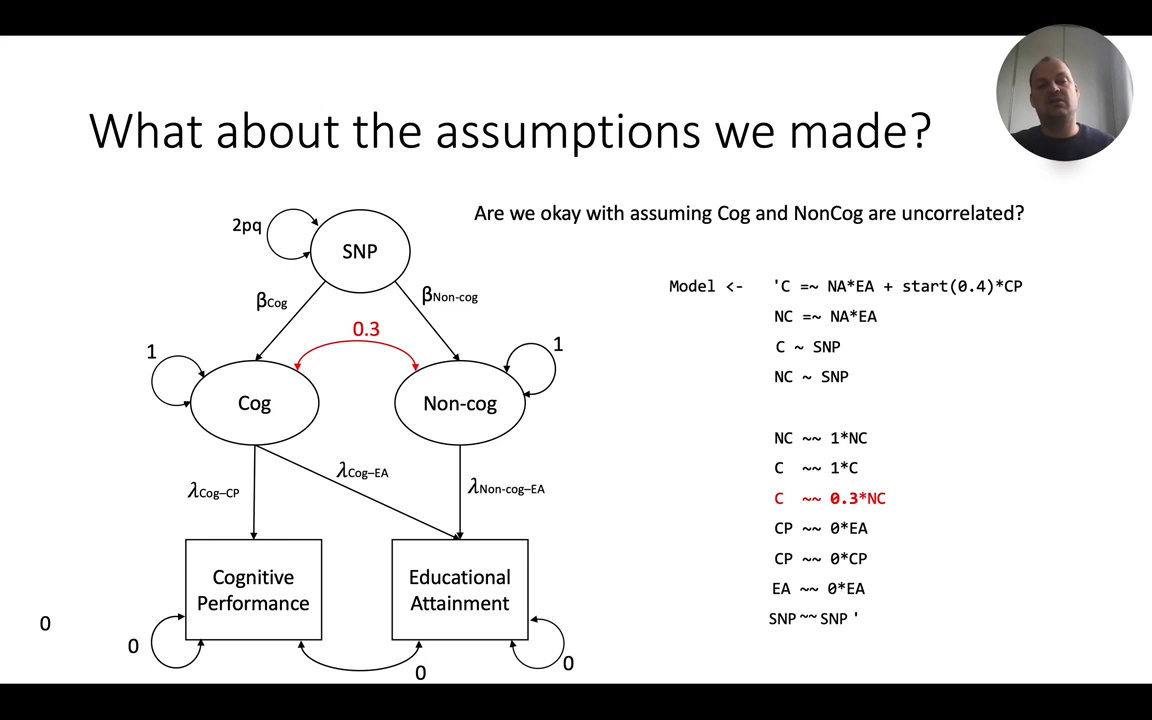 What about the assumptions we made?
Are we okay with assuming Cog and NonCog are uncorrelated?
2pq
SNP
βCog
βNon-cog
0.3
1
1
Cog
Non-cog
λCog–CP
λCog–EA
λNon-cog–EA
Cognitive
Performance
Educational
Attainment
0
0
0
0
Model <- 'C =~ NA*EA + start(0.4)*CP
NC =~ NA*EA
C ~ SNP
NC ~ SNP
NC ~~ 1*NC
C ~~ 1*C
C ~~ 0.3*NC
CP ~~ 0*EA
CP ~~ 0*CP
EA ~~ 0*EA
SNP ~~ SNP '